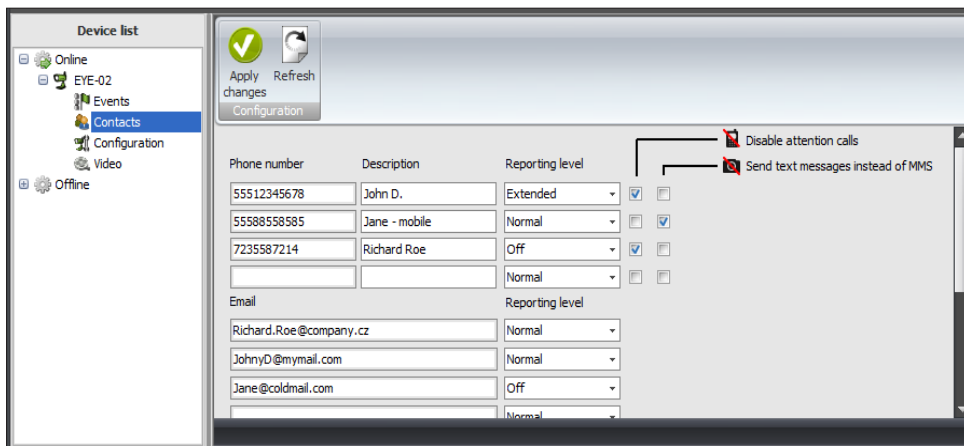 Device list
Online
EYE-02
Events
Contacts
Configuration
Video
Offline
Apply changes
Refresh
Configuration
Disable attention calls
Send text messages instead of MMS
Phone number Description Reporting level
55512345678 John D. Extended
55588558585 Jane - mobile Normal
7235587214 Richard Roe Off
Normal
Email Reporting level
Richard.Roe@company.cz Normal
JohnyD@mymail.com Normal
Jane@coldmail.com Off
Normal